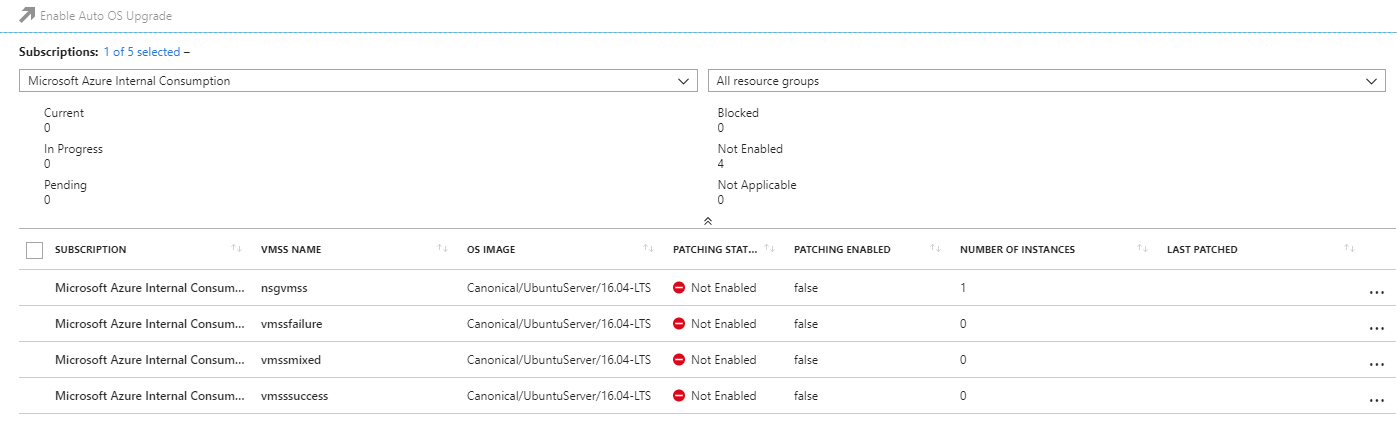 Enable Auto OS Upgrade
Subscriptions: 1 of 5 selected –
Microsoft Azure Internal Consumption All resource groups
Current Blocked
0 0
In Progress Not Enabled
0 4
Pending Not Applicable
0 0
SUBSCRIPTION VMSS NAME OS IMAGE PATCHING STAT... PATCHING ENABLED NUMBER OF INSTANCES LAST PATCHED
Microsoft Azure Internal Consum... nsgvmss Canonical/UbuntuServer/16.04-LTS Not Enabled false 1 ...
Microsoft Azure Internal Consum... vmssfailure Canonical/UbuntuServer/16.04-LTS Not Enabled false 0 ...
Microsoft Azure Internal Consum... vmssmixed Canonical/UbuntuServer/16.04-LTS Not Enabled false 0 ...
Microsoft Azure Internal Consum... vmsssuccess Canonical/UbuntuServer/16.04-LTS Not Enabled false 0 ...